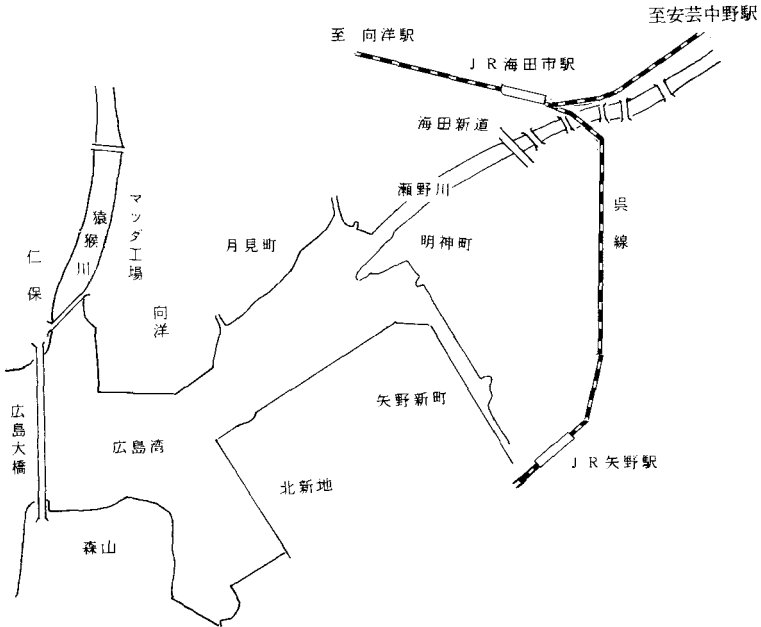 至安芸中野駅
至 向洋駅
JR海田市駅
海田新道
瀬野川
呉線
マツダ工場
猿猴川
仁保
月見町
明神町
向洋
矢野新町
広島大橋
広島湾
JR矢野駅
北新地
森山